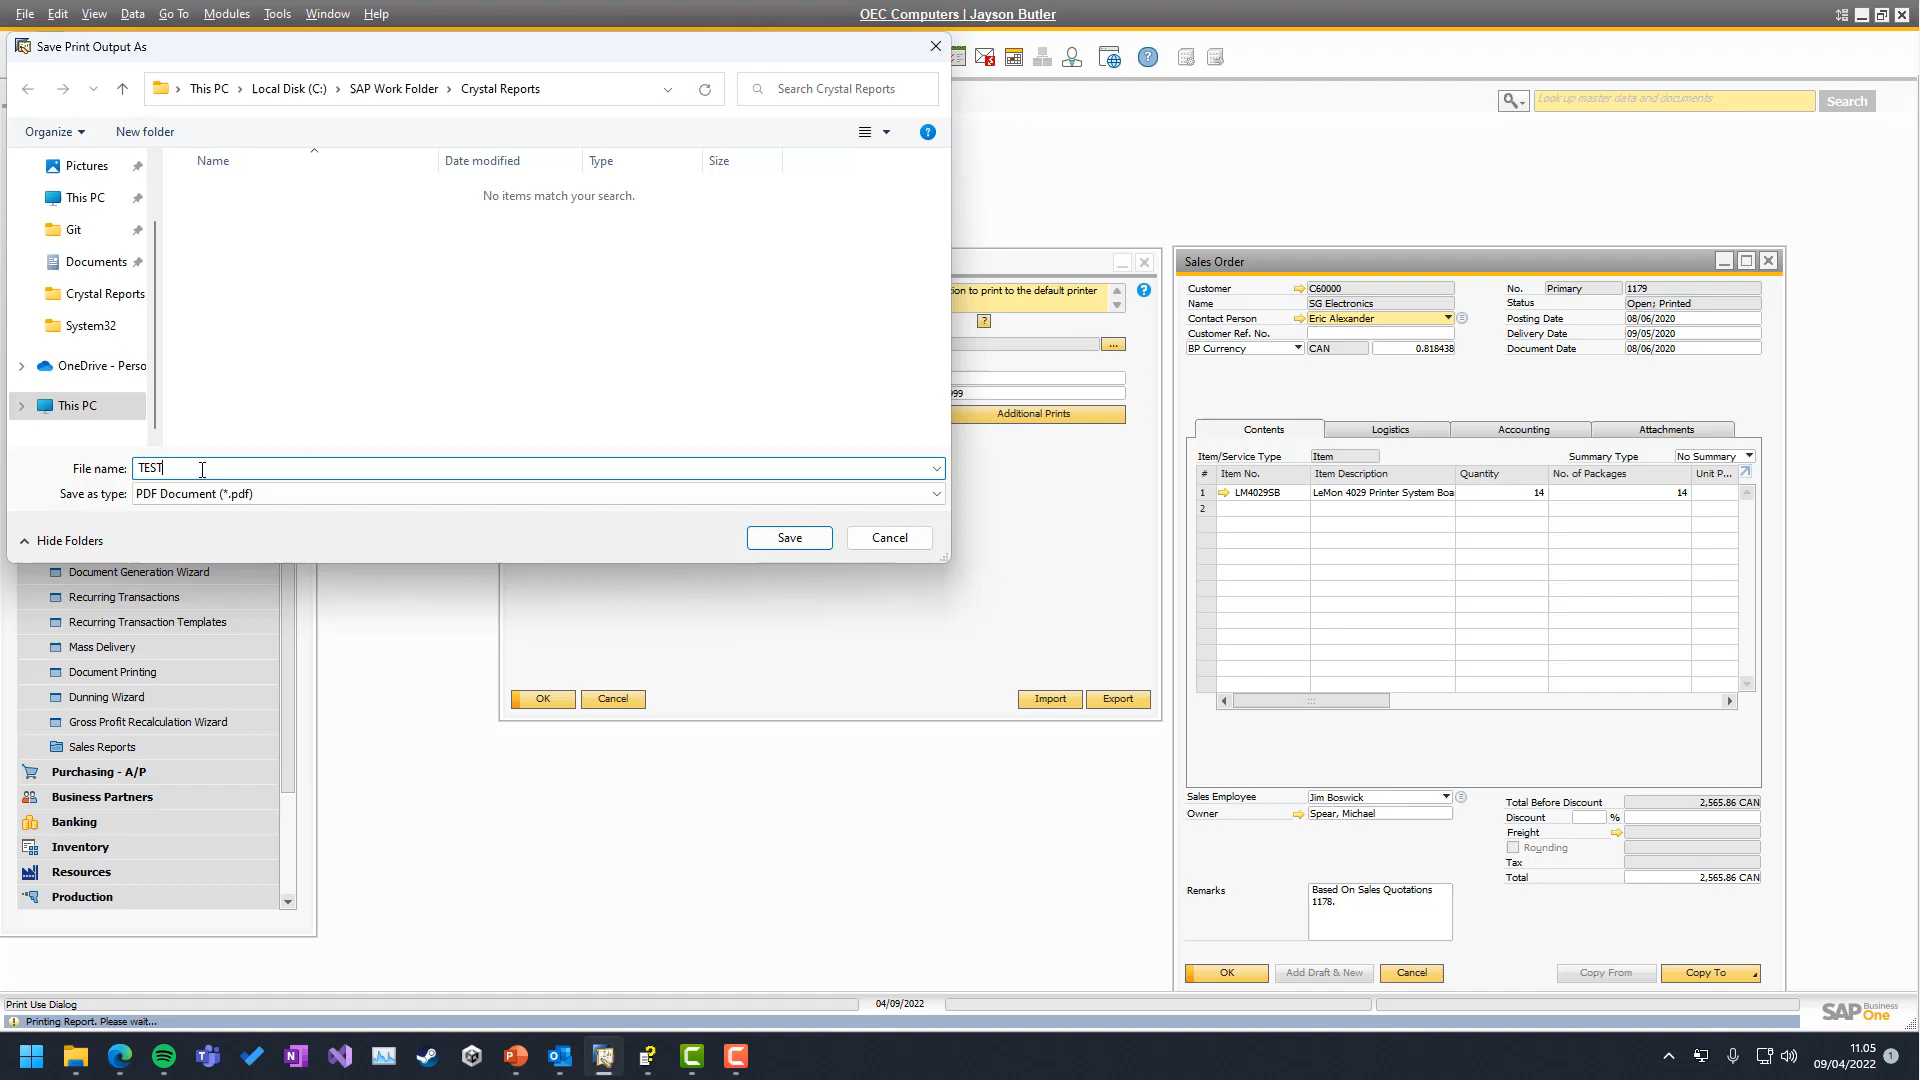 File Edit View Data Go To Modules Tools Window Help
OEC Computers | Jayson Butler
Save Print Output As
This PC > Local Disk (C:) > SAP Work Folder > Crystal Reports
Search Crystal Reports
Look up master data and documents
Search
Organize
New folder
Name
Date modified
Type
Size
No items match your search.
Pictures
This PC
Git
Documents
Crystal Reports
System32
OneDrive - Perso
This PC
File name:
TEST
Save as type:
PDF Document (*.pdf)
Hide Folders
Save
Cancel
Document Generation Wizard
Recurring Transactions
Recurring Transaction Templates
Mass Delivery
Document Printing
Dunning Wizard
Gross Profit Recalculation Wizard
Sales Reports
Purchasing - A/P
Business Partners
Banking
Inventory
Resources
Production
tion to print to the default printer
?
...
99
Additional Prints
OK
Cancel
Import
Export
Sales Order
Customer
C60000
Name
SG Electronics
Contact Person
Eric Alexander
Customer Ref. No.
BP Currency
CAN
0.818438
No.
Primary
1179
Status
Open; Printed
Posting Date
08/06/2020
Delivery Date
09/05/2020
Document Date
08/06/2020
Contents
Logistics
Accounting
Attachments
Item/Service Type
Item
Summary Type
No Summary
# Item No. Item Description Quantity No. of Packages Unit P...
1 LM4029SB LeMon 4029 Printer System Boa 14 14
2
Sales Employee
Jim Boswick
Owner
Spear, Michael
Total Before Discount
2,565.86 CAN
Discount
%
Freight
Rounding
Tax
Total
2,565.86 CAN
Remarks
Based On Sales Quotations
1178.
OK
Add Draft & New
Cancel
Copy From
Copy To
Print Use Dialog
04/09/2022
Printing Report. Please wait...
SAP Business
One
11.05
09/04/2022
1